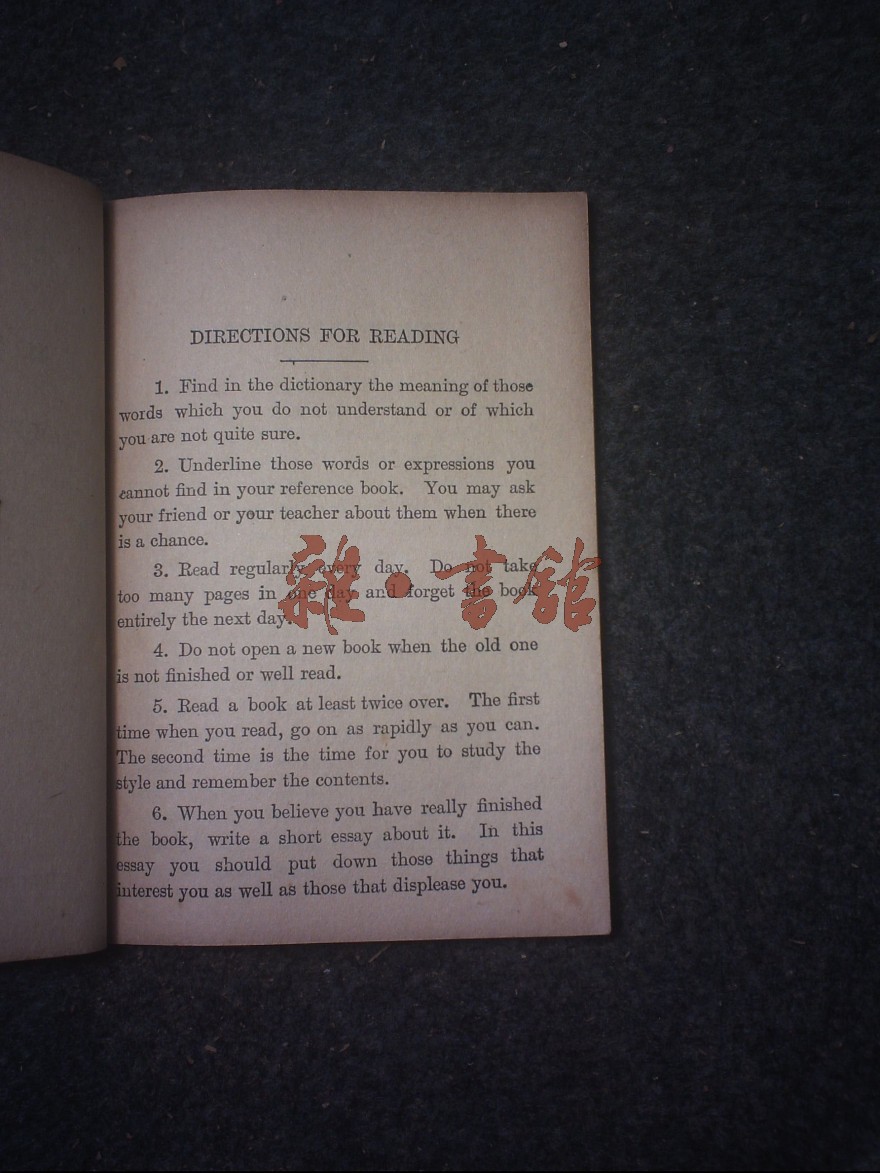 DIRECTIONS FOR READING
1. Find in the dictionary the meaning of those
words which you do not understand or of which
you are not quite sure.
2. Underline those words or expressions you
cannot find in your reference book. You may ask
your friend or your teacher about them when there
is a chance.
3. Read regularly every day. Do not take
too many pages in one day and forget the book
entirely the next day.
雜·書館
4. Do not open a new book when the old one
is not finished or well read.
5. Read a book at least twice over. The first
time when you read, go on as rapidly as you can.
The second time is the time for you to study the
style and remember the contents.
6. When you believe you have really finished
the book, write a short essay about it. In this
essay you should put down those things that
interest you as well as those that displease you.